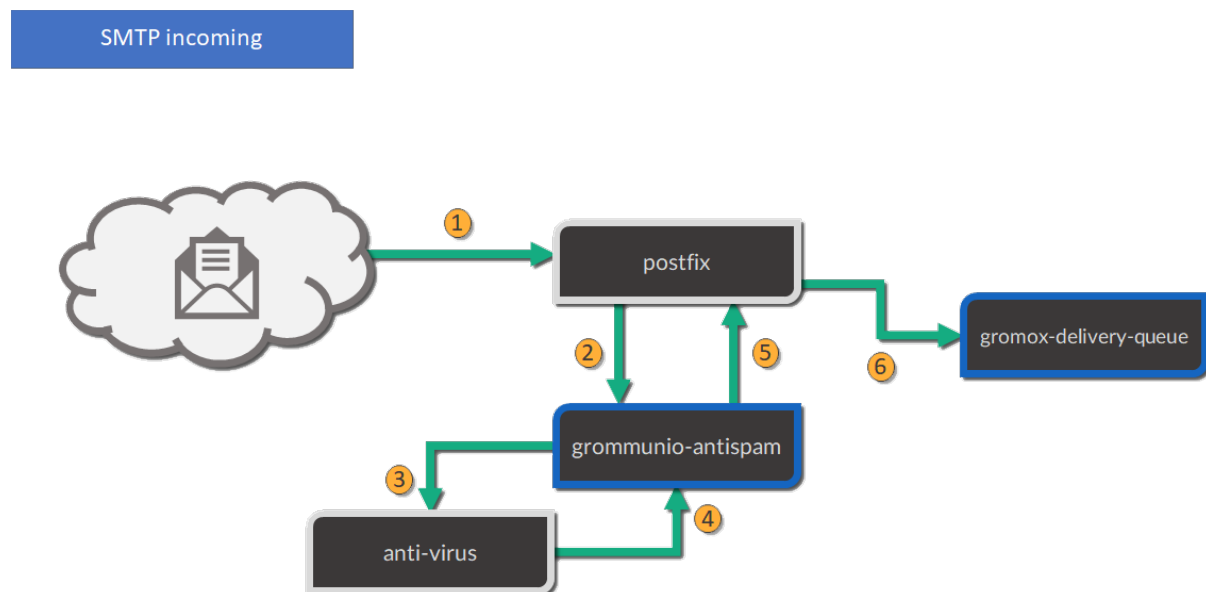 SMTP incoming
1
postfix
2
5
6
gromox-delivery-queue
grommunio-antispam
3
4
anti-virus